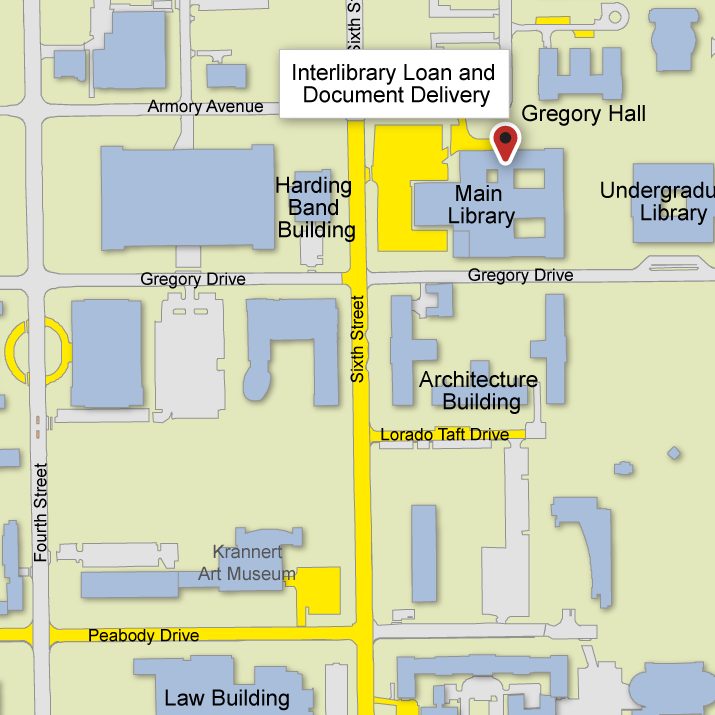 Sixth St
Interlibrary Loan and
Document Delivery
Armory Avenue
Gregory Hall
Harding
Band
Building
Main
Library
Undergradu
Library
Gregory Drive
Gregory Drive
Sixth Street
Architecture
Building
Lorado Taft Drive
Fourth Street
Krannert
Art Museum
Peabody Drive
Law Building